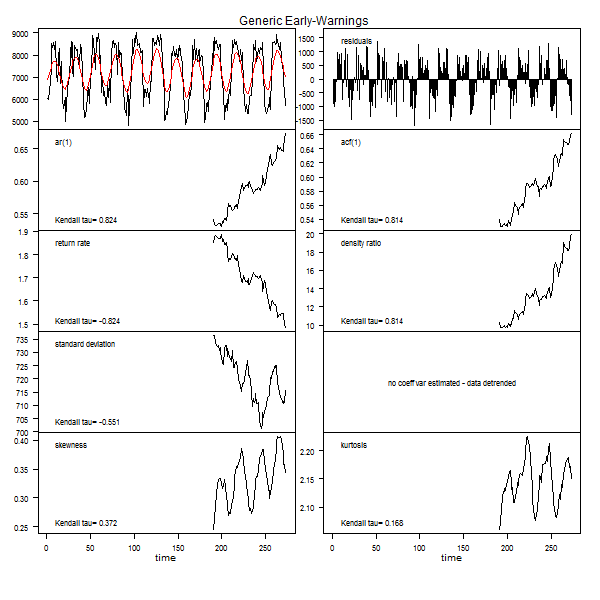 Generic Early-Warnings
9000
8000
7000
6000
5000
residuals
1500
1000
500
0
-500
-1500
ar(1)
0.65
0.60
0.55
Kendall tau= 0.824
acf(1)
0.66
0.64
0.62
0.60
0.58
0.56
0.54
Kendall tau= 0.814
return rate
1.9
1.8
1.7
1.6
1.5
Kendall tau= -0.824
density ratio
20
18
16
14
12
10
Kendall tau= 0.814
standard deviation
735
730
725
720
715
710
705
700
Kendall tau= -0.551
no coeff var estimated - data detrended
skewness
0.40
0.35
0.30
0.25
Kendall tau= 0.372
kurtosis
2.20
2.10
Kendall tau= 0.168
0 50 100 150 200 250
0 50 100 150 200 250
time
time